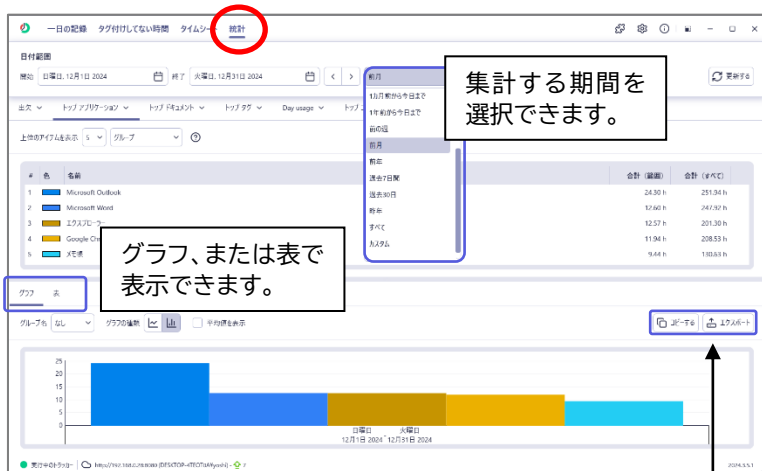 一日の記録 タグ付けしてない時間 タイムシート 統計
日付範囲
開始 日曜日, 12月1日 2024 終了 火曜日, 12月31日 2024 前月 更新する
集計する期間を
選択できます。
1カ月前から今日まで
1年前から今日まで
前の週
前月
前年
過去7日間
過去30日
昨年
すべて
カスタム
出欠 トップ アプリケーション トップ ドキュメント トップ タグ Day usage トップ
上位のアイテムを表示 5 グループ
# 色 名前 合計 (範囲) 合計 (すべて)
1 Microsoft Outlook 24.30 h 251.94 h
2 Microsoft Word 12.60 h 247.92 h
3 エクスプローラー 12.57 h 201.30 h
4 Google Ch 11.94 h 208.53 h
5 メモ帳 9.44 h 130.63 h
グラフ、または表で
表示できます。
グラフ 表
グループ名 なし グラフの種類 平均値を表示 コピーする エクスポート
25
20
15
10
5
0
日曜日 火曜日
12月1日 2024 - 12月31日 2024
実行中のトラッカー 7 2024.5.5.1